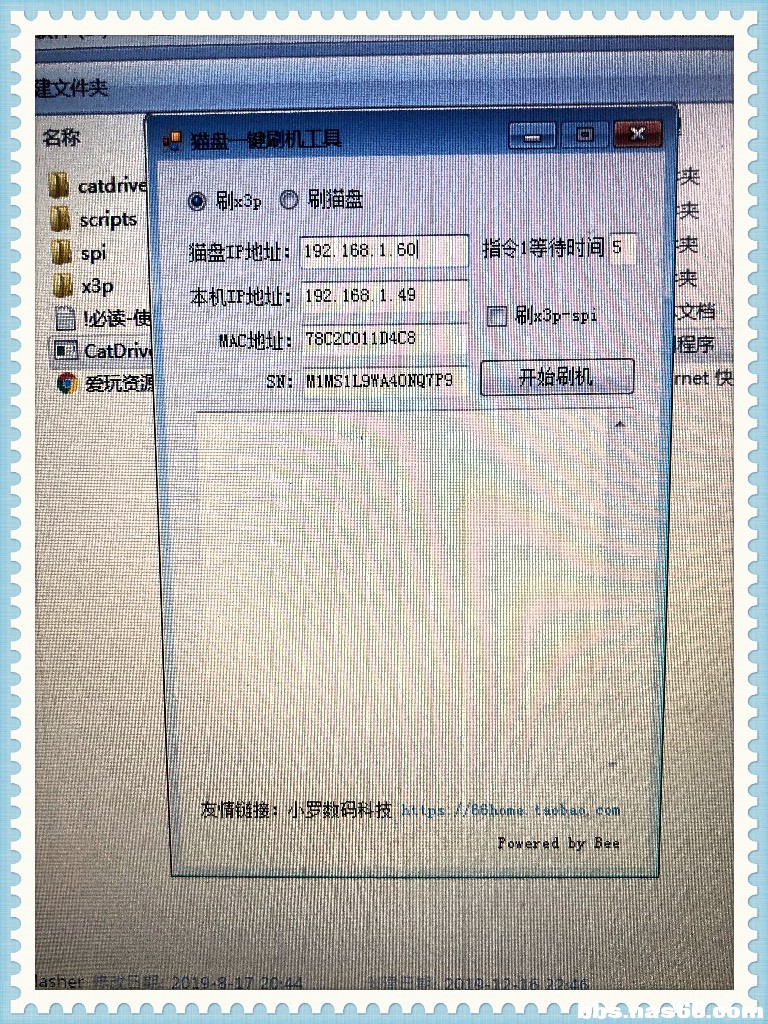 建文件夹
名称
猫盘一键刷机工具
catdrive
scripts
spi
x3p
!必读-使
CatDrive
爱玩资源
夹
夹
夹
夹
文档
程序
rnet 快
刷x3p 刷猫盘
猫盘IP地址: 192.168.1.60 指令1等待时间 5
本机IP地址: 192.168.1.49
刷x3p-spi
MAC地址: 78C2C011D4C8
SN: M1MS1L9WA40NQ7P9 开始刷机
友情链接: 小罗数码科技 https://66home.taobao.com
Powered by Bee
lasher 修改日期: 2019-8-17 20:44 创建日期: 2019-12-16 22:46
bbs.nas66.com